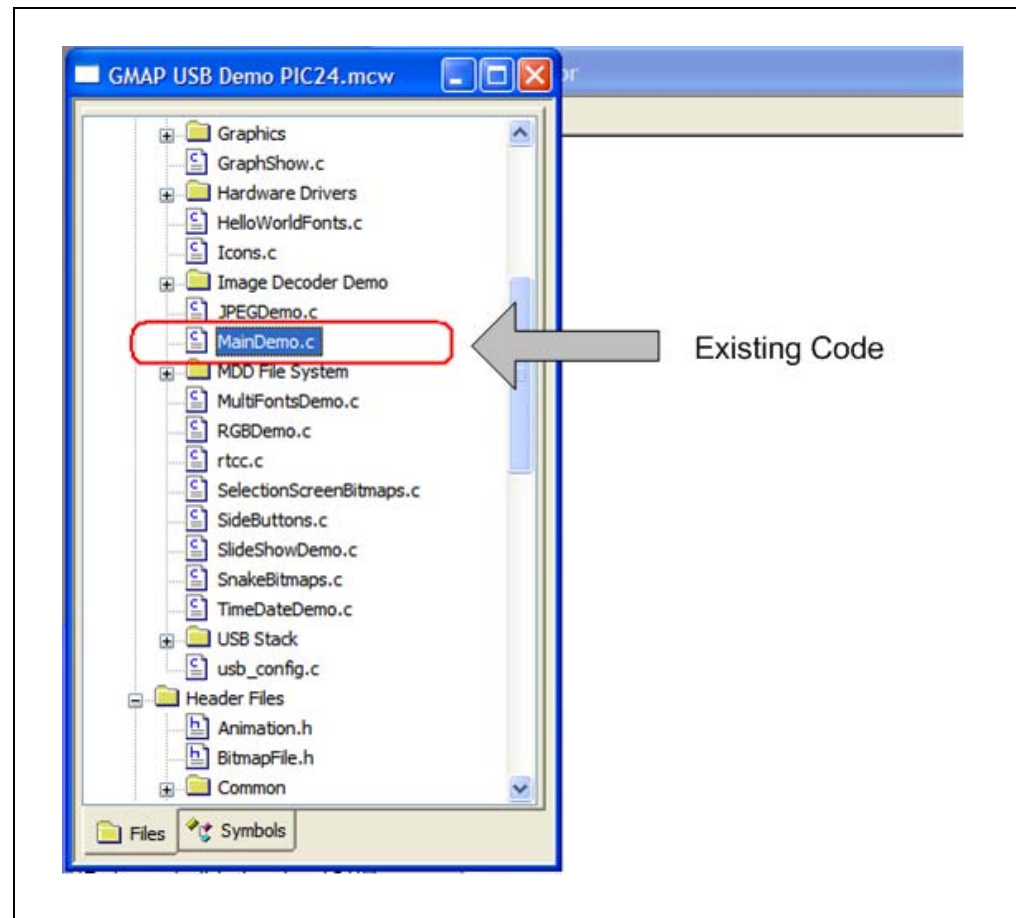 GMAP USB Demo PIC24.mcw
or
Graphics
GraphShow.c
Hardware Drivers
HelloWorldFonts.c
Icons.c
Image Decoder Demo
JPEGDemo.c
MainDemo.c
Existing Code
MDD File System
MultiFontsDemo.c
RGBDemo.c
rtcc.c
SelectionScreenBitmaps.c
SideButtons.c
SlideShowDemo.c
SnakeBitmaps.c
TimeDateDemo.c
USB Stack
usb_config.c
Header Files
Animation.h
BitmapFile.h
Common
Files
Symbols